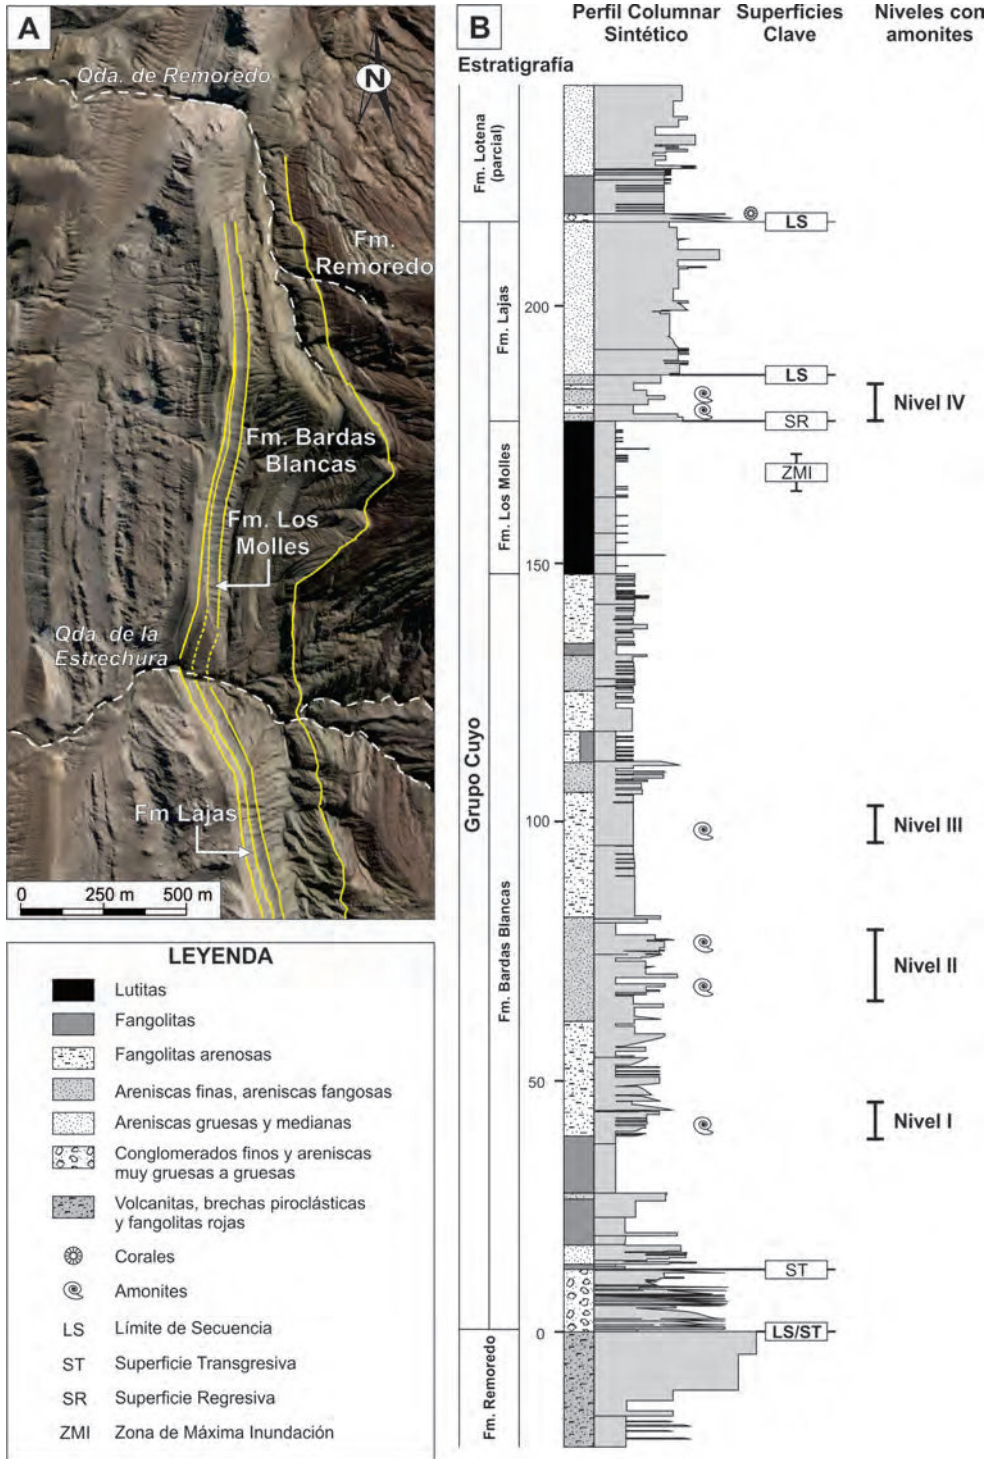 A
Qda. de Remoredo
N
Fm.
Remoredo
Fm. Bardas
Blancas
Fm. Los
Molles
Qda. de la
Estrechura
Fm Lajas
0 250 m 500 m
LEYENDA
Lutitas
Fangolitas
Fangolitas arenosas
Areniscas finas, areniscas fangosas
Areniscas gruesas y medianas
Conglomerados finos y areniscas
muy gruesas a gruesas
Volcanitas, brechas piroclásticas
y fangolitas rojas
Corales
Amonites
LS Límite de Secuencia
ST Superficie Transgresiva
SR Superficie Regresiva
ZMI Zona de Máxima Inundación
B
Perfil Columnar
Sintético
Superficies
Clave
Niveles con
amonites
Estratigrafía
Fm. Lotena
(parcial)
LS
Fm. Lajas
200
LS
Nivel IV
SR
Fm. Los Molles
ZMI
150
Grupo Cuyo
Fm. Bardas Blancas
100
Nivel III
Nivel II
50
Nivel I
ST
0
LS/ST
Fm. Remoredo